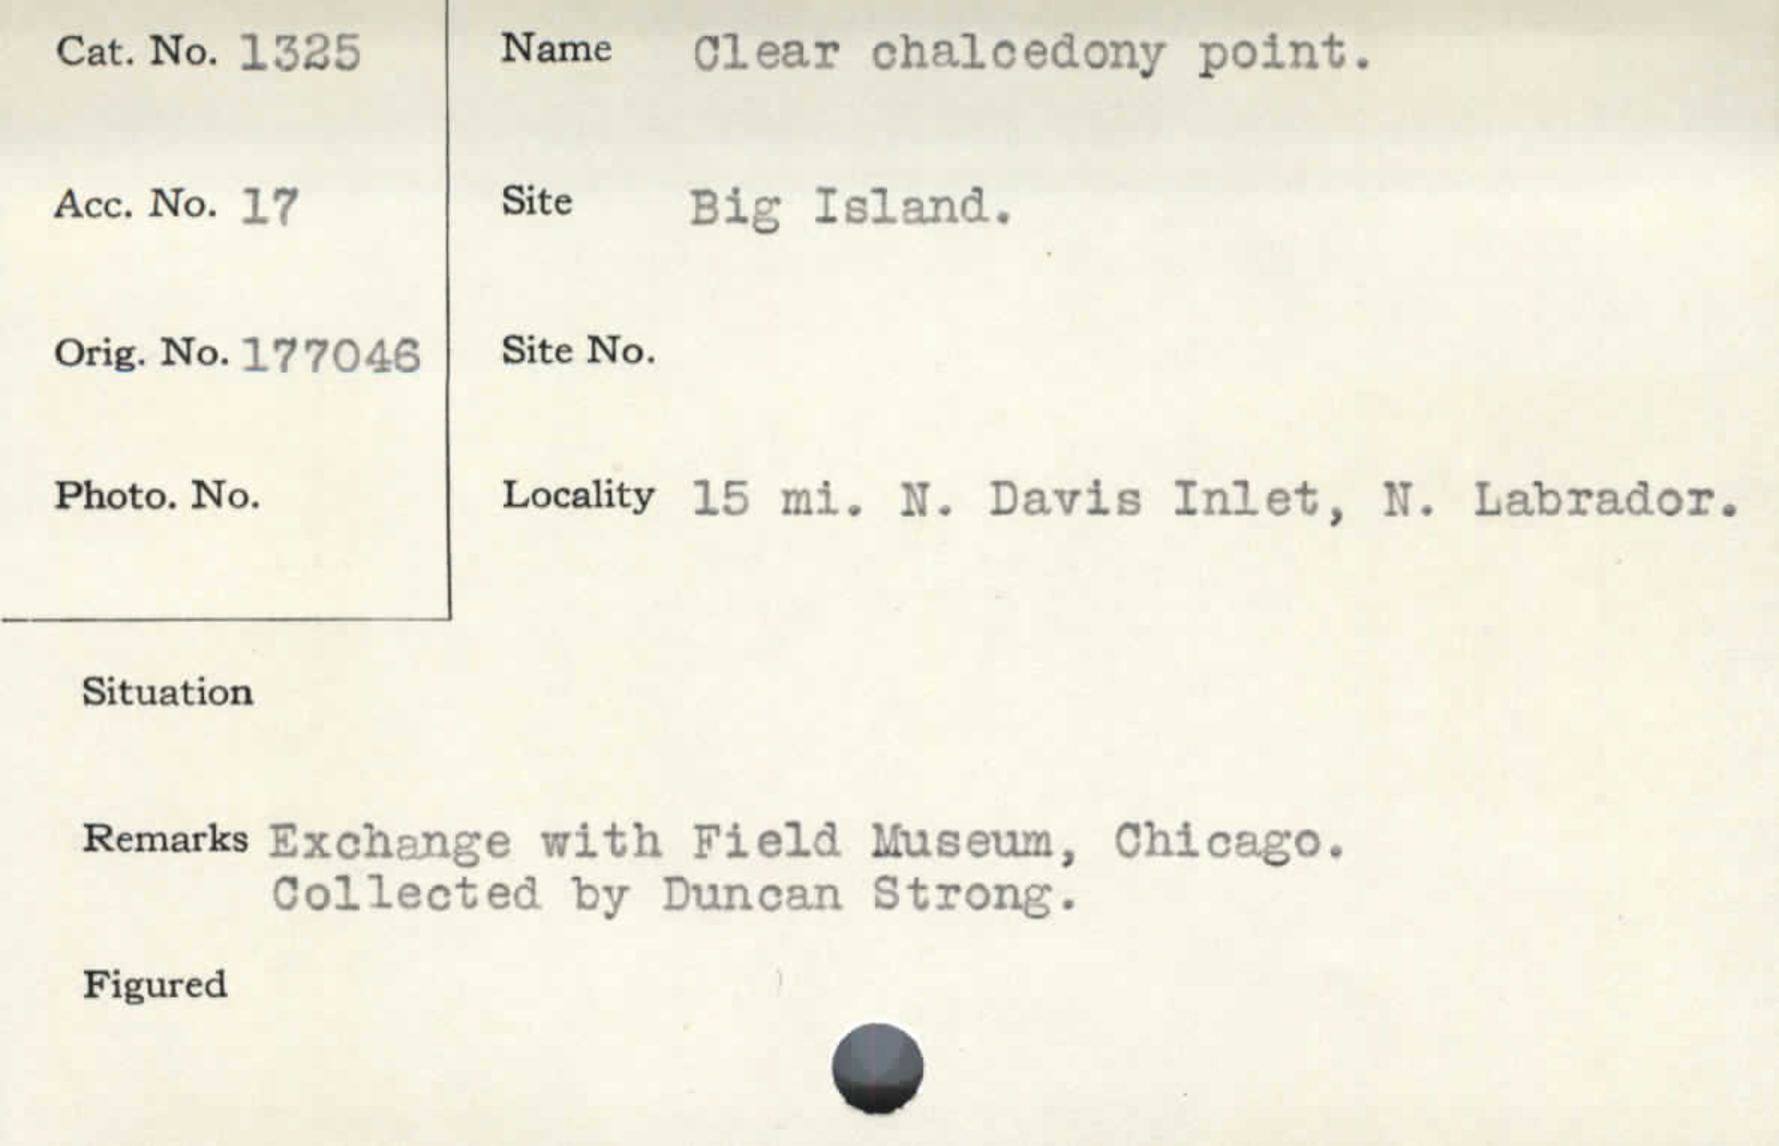 Cat. No. 1325
Name Clear chalcedony point.
Acc. No. 17
Site Big Island.
Orig. No. 177046
Site No.
Photo. No.
Locality 15 mi. N. Davis Inlet, N. Labrador.
Situation
Remarks Exchange with Field Museum, Chicago.
Collected by Duncan Strong.
Figured